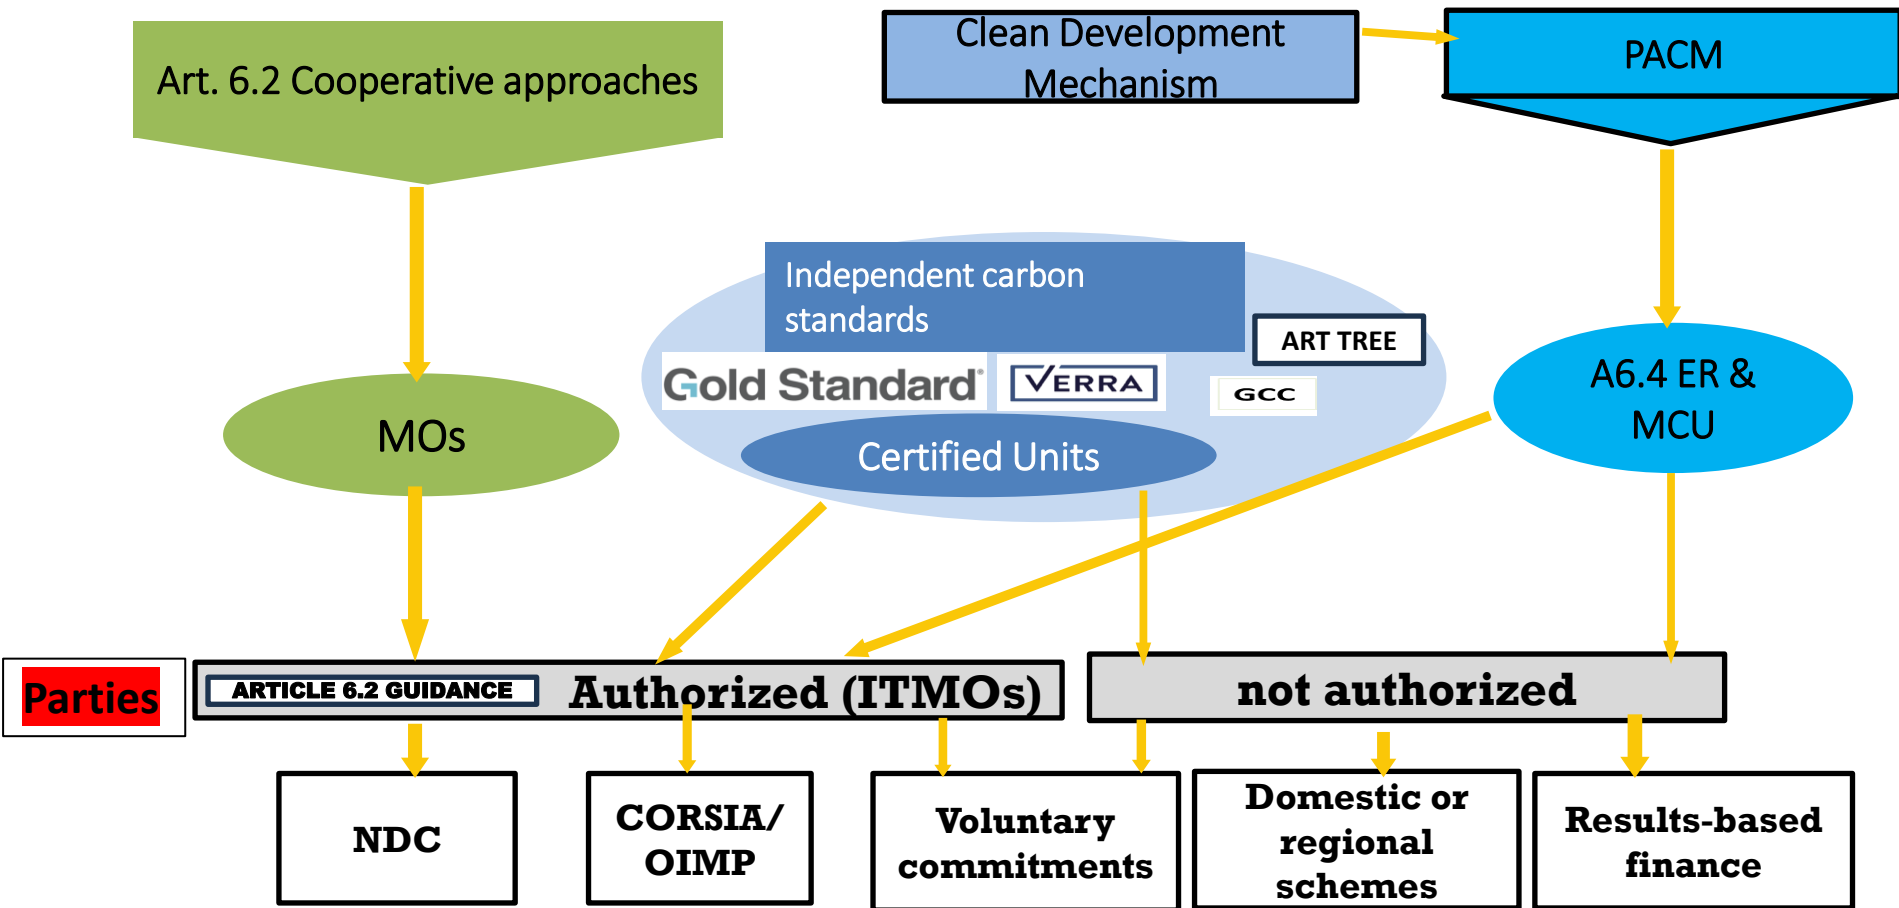 Art. 6.2 Cooperative approaches
Clean Development
Mechanism
PACM
Independent carbon
standards
ART TREE
Gold Standard®
VERRA
GCC
Certified Units
MOs
A6.4 ER &
MCU
Parties
ARTICLE 6.2 GUIDANCE
Authorized (ITMOs)
not authorized
NDC
CORSIA/
OIMP
Voluntary
commitments
Domestic or
regional
schemes
Results-based
finance